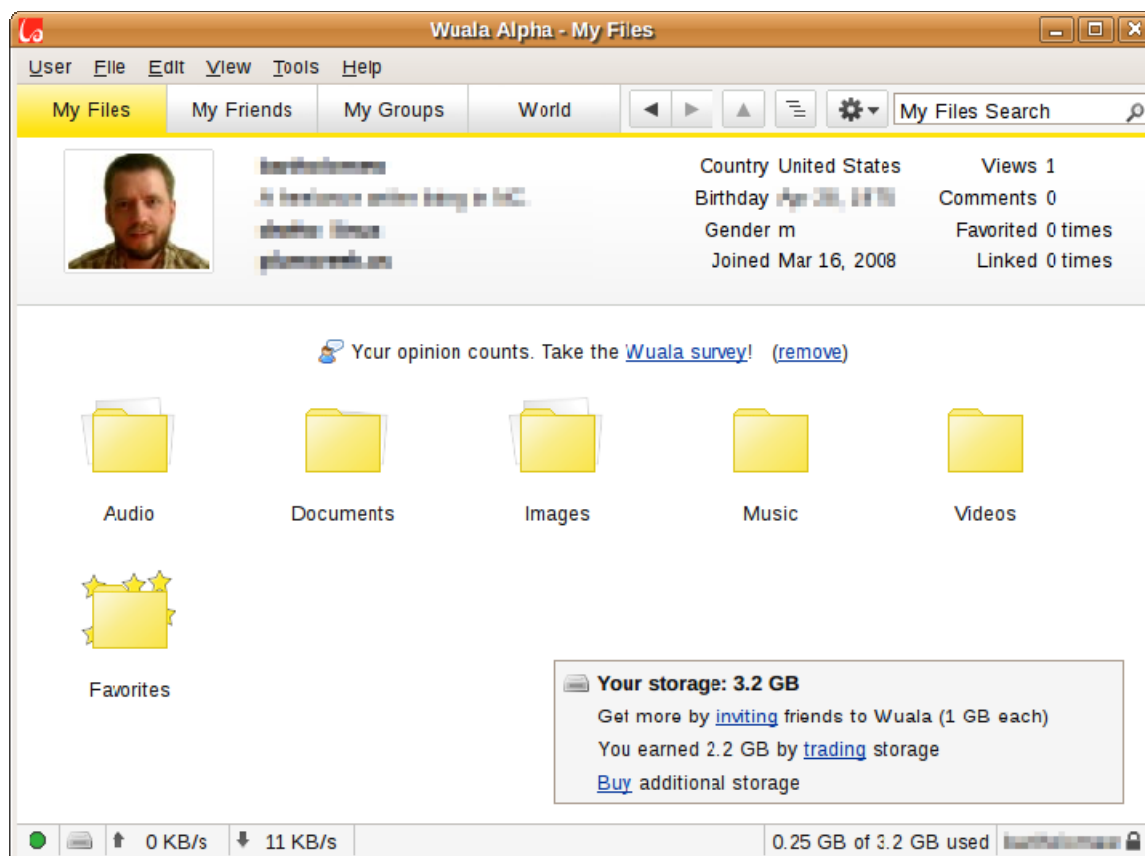 Wuala Alpha - My Files
User File Edit View Tools Help
My Files My Friends My Groups World My Files Search
Country United States Views 1
Birthday Comments 0
Gender m Favorited 0 times
Joined Mar 16, 2008 Linked 0 times
Your opinion counts. Take the Wuala survey! (remove)
Audio Documents Images Music Videos
Favorites
Your storage: 3.2 GB
Get more by inviting friends to Wuala (1 GB each)
You earned 2.2 GB by trading storage
Buy additional storage
0 KB/s 11 KB/s 0.25 GB of 3.2 GB used